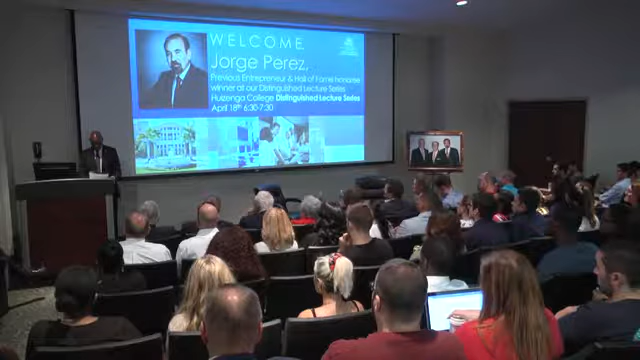 WELCOME
Jorge Perez,
Previous Entrepreneur & Hall of Fame honoree
winner at our Distinguished Lecture Series
Huizenga College Distinguished Lecture Series
April 18th 6:30-7:30